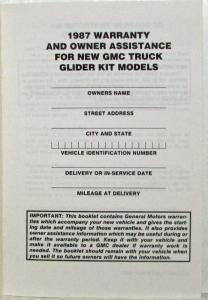 1987 WARRANTY
AND OWNER ASSISTANCE
FOR NEW GMC TRUCK
GLIDER KIT MODELS
OWNERS NAME
STREET ADDRESS
CITY AND STATE
VEHICLE IDENTIFICATION NUMBER
DELIVERY OR IN-SERVICE DATE
MILEAGE AT DELIVERY
IMPORTANT: This booklet contains General Motors warran-
ties which accompany your new vehicle and gives the start-
ing date and mileage of those warranties. It also provides
owner assistance information which may be useful during or
after the warranty period. Keep it with your vehicle and
make it available to a GMC dealer if warranty work is
needed. The booklet should remain with your vehicle when
you sell it so future owners will have the information.